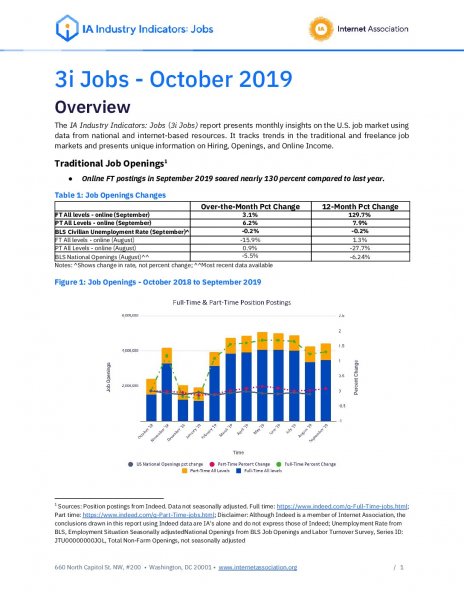 IA Industry Indicators: Jobs
IA
Internet Association
3i Jobs - October 2019
Overview
The IA Industry Indicators: Jobs (3i Jobs) report presents monthly insights on the U.S. job market using
data from national and internet-based resources. It tracks trends in the traditional and freelance job
markets and presents unique information on Hiring, Openings, and Online Income.
Traditional Job Openings¹
● Online FT postings in September 2019 soared nearly 130 percent compared to last year.
Table 1: Job Openings Changes
Over-the-Month Pct Change 12-Month Pct Change
FT All levels - online (September) 3.1% 129.7%
PT All Levels - online (September) 6.2% 7.9%
BLS Civilian Unemployment Rate (September)^ -0.2% -0.2%
FT All levels - online (August) -15.9% 1.3%
PT All Levels - online (August) 0.9% -27.7%
BLS National Openings (August)^^ -5.5% -6.24%
Notes: ^Shows change in rate, not percent change; ^^Most recent data available
Figure 1: Job Openings - October 2018 to September 2019
Full-Time & Part-Time Position Postings
6,000,000
4,000,000
2,000,000
Job Openings
2.5
2
1.5
1
0.5
0
-0.5
-1
Percent Change
October '18
November '18
December '18
January '19
February '19
March '19
April '19
May '19
June '19
July '19
August '19
September '19
Time
US National Openings pct change Part-Time Percent Change Full-Time Percent Change
Part-Time All Levels Full-Time All levels
¹ Sources: Position postings from Indeed. Data not seasonally adjusted. Full time: https://www.indeed.com/q-Full-Time-jobs.html;
Part time: https://www.indeed.com/q-Part-Time-jobs.html; Disclaimer: Although Indeed is a member of Internet Association, the
conclusions drawn in this report using Indeed data are IA's alone and do not express those of Indeed; Unemployment Rate from
BLS, Employment Situation Seasonally adjustedNational Openings from BLS Job Openings and Labor Turnover Survey, Series ID:
JTU00000000JOL, Total Non-Farm Openings, not seasonally adjusted
660 North Capitol St. NW, #200 • Washington, DC 20001 • www.internetassociation.org / 1